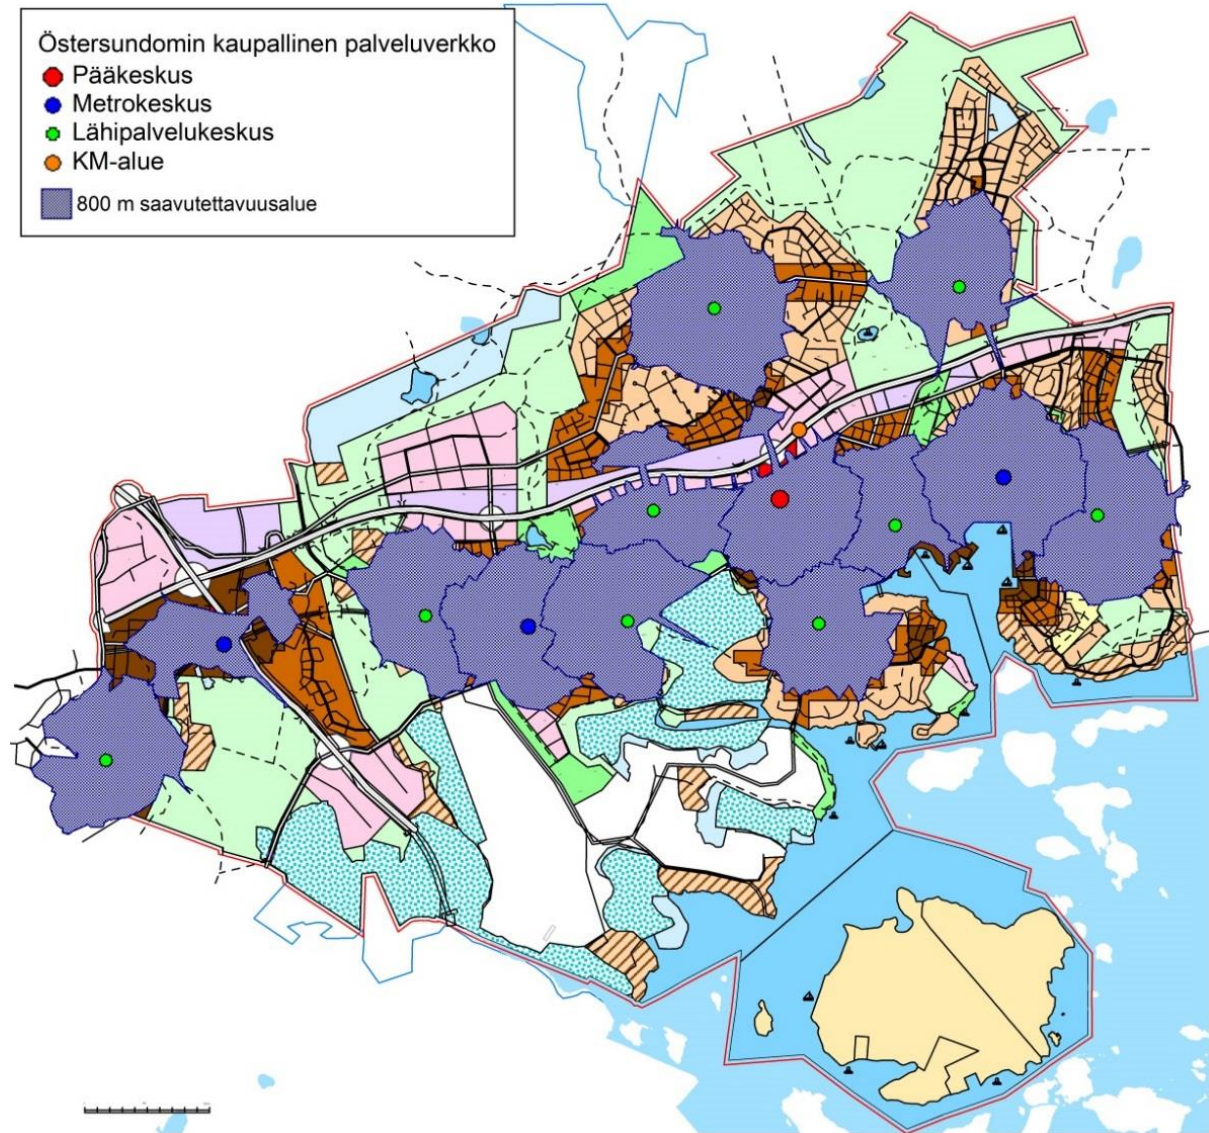 Östersundomin kaupallinen palveluverkko
Pääkeskus
Metrokeskus
Lähipalvelukeskus
KM-alue
800 m saavutettavuusalue